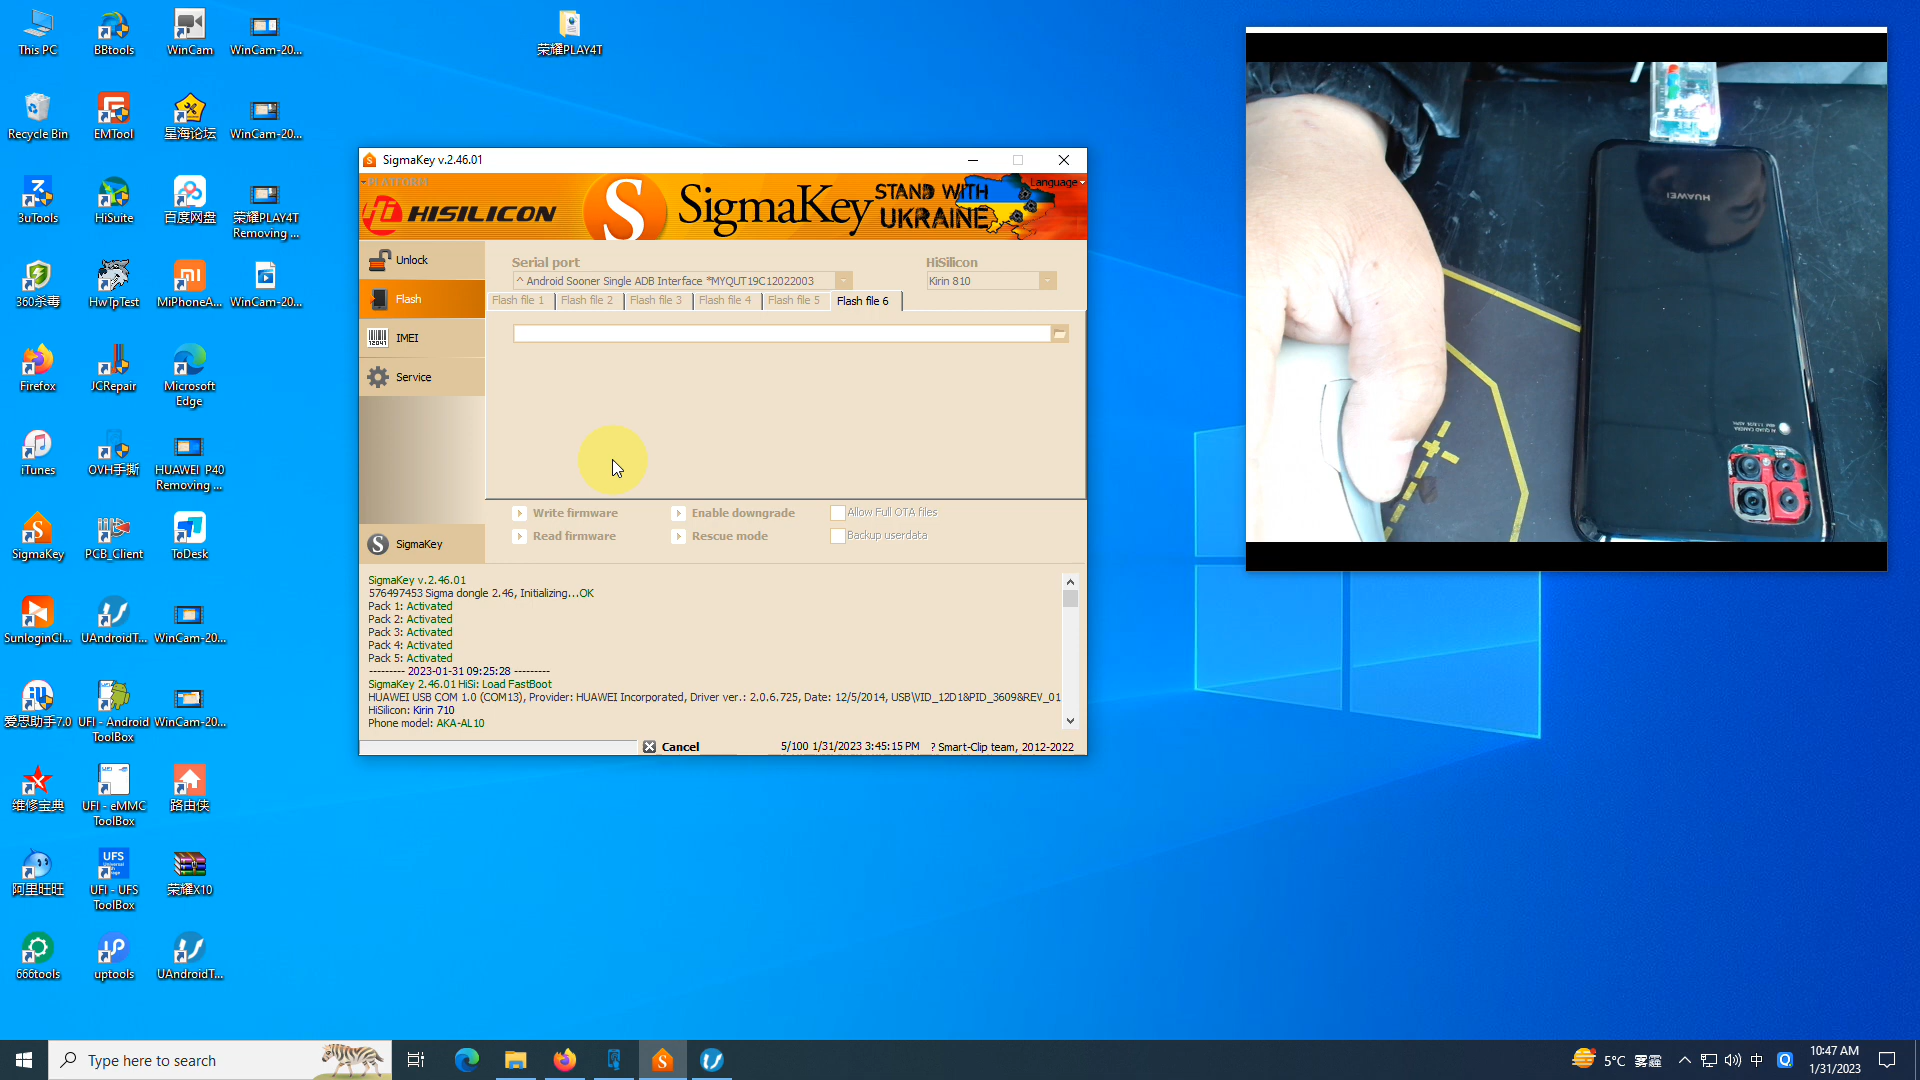 This PC
BBtools
WinCam
WinCam-20...
荣耀PLAY4T
Recycle Bin
EMTool
星海论坛
WinCam-20...
3uTools
HiSuite
百度网盘
荣耀PLAY4T
Removing ...
360杀毒
HwTpTest
MiPhoneA...
WinCam-20...
Firefox
JCRepair
Microsoft
Edge
iTunes
OVH手撕
HUAWEI P40
Removing ...
SigmaKey
PCB_Client
ToDesk
SunloginCl...
UAndroidT...
WinCam-20...
爱思助手7.0
UFI - Android
ToolBox
WinCam-20...
维修宝典
UFI - eMMC
ToolBox
路由侠
阿里旺旺
UFI - UFS
ToolBox
荣耀X10
666tools
uptools
UAndroidT...
SigmaKey v.2.46.01
PLATFORM
Language
HISILICON
SigmaKey
STAND WITH
UKRAINE
Unlock
Flash
IMEI
Service
SigmaKey
Serial port
HiSilicon
^ Android Sooner Single ADB Interface *MYQUT19C12022003
Kirin 810
Flash file 1
Flash file 2
Flash file 3
Flash file 4
Flash file 5
Flash file 6
Write firmware
Enable downgrade
Allow Full OTA files
Read firmware
Rescue mode
Backup userdata
SigmaKey v.2.46.01
576497453 Sigma dongle 2.46, Initializing...OK
Pack 1: Activated
Pack 2: Activated
Pack 3: Activated
Pack 4: Activated
Pack 5: Activated
--------- 2023-01-31 09:25:28 ---------
SigmaKey 2.46.01 HiSi: Load FastBoot
HUAWEI USB COM 1.0 (COM13), Provider: HUAWEI Incorporated, Driver ver.: 2.0.6.725, Date: 12/5/2014, USB\VID_12D1&PID_3609&REV_01
HiSilicon: Kirin 710
Phone model: AKA-AL10
Cancel
5/100 1/31/2023 3:45:15 PM
? Smart-Clip team, 2012-2022
HUAWEI
AI QUAD CAMERA
Type here to search
5°C 雾霾
中
10:47 AM
1/31/2023